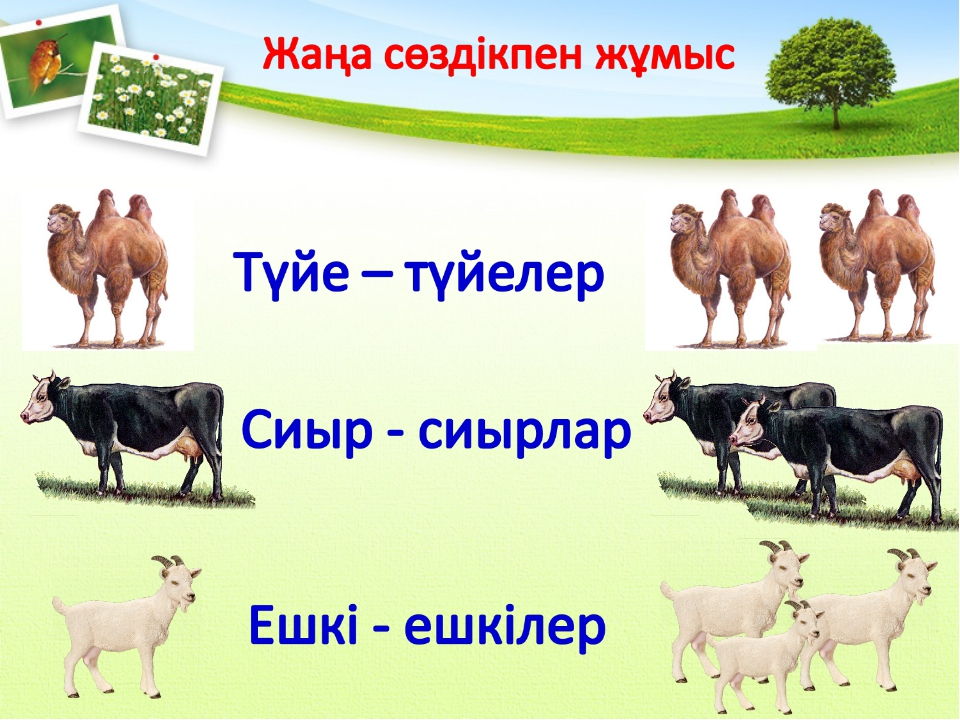 Жаңа сөздікпен жұмыс
Түйе – түйелер
Сиыр - сиырлар
Ешкі - ешкілер